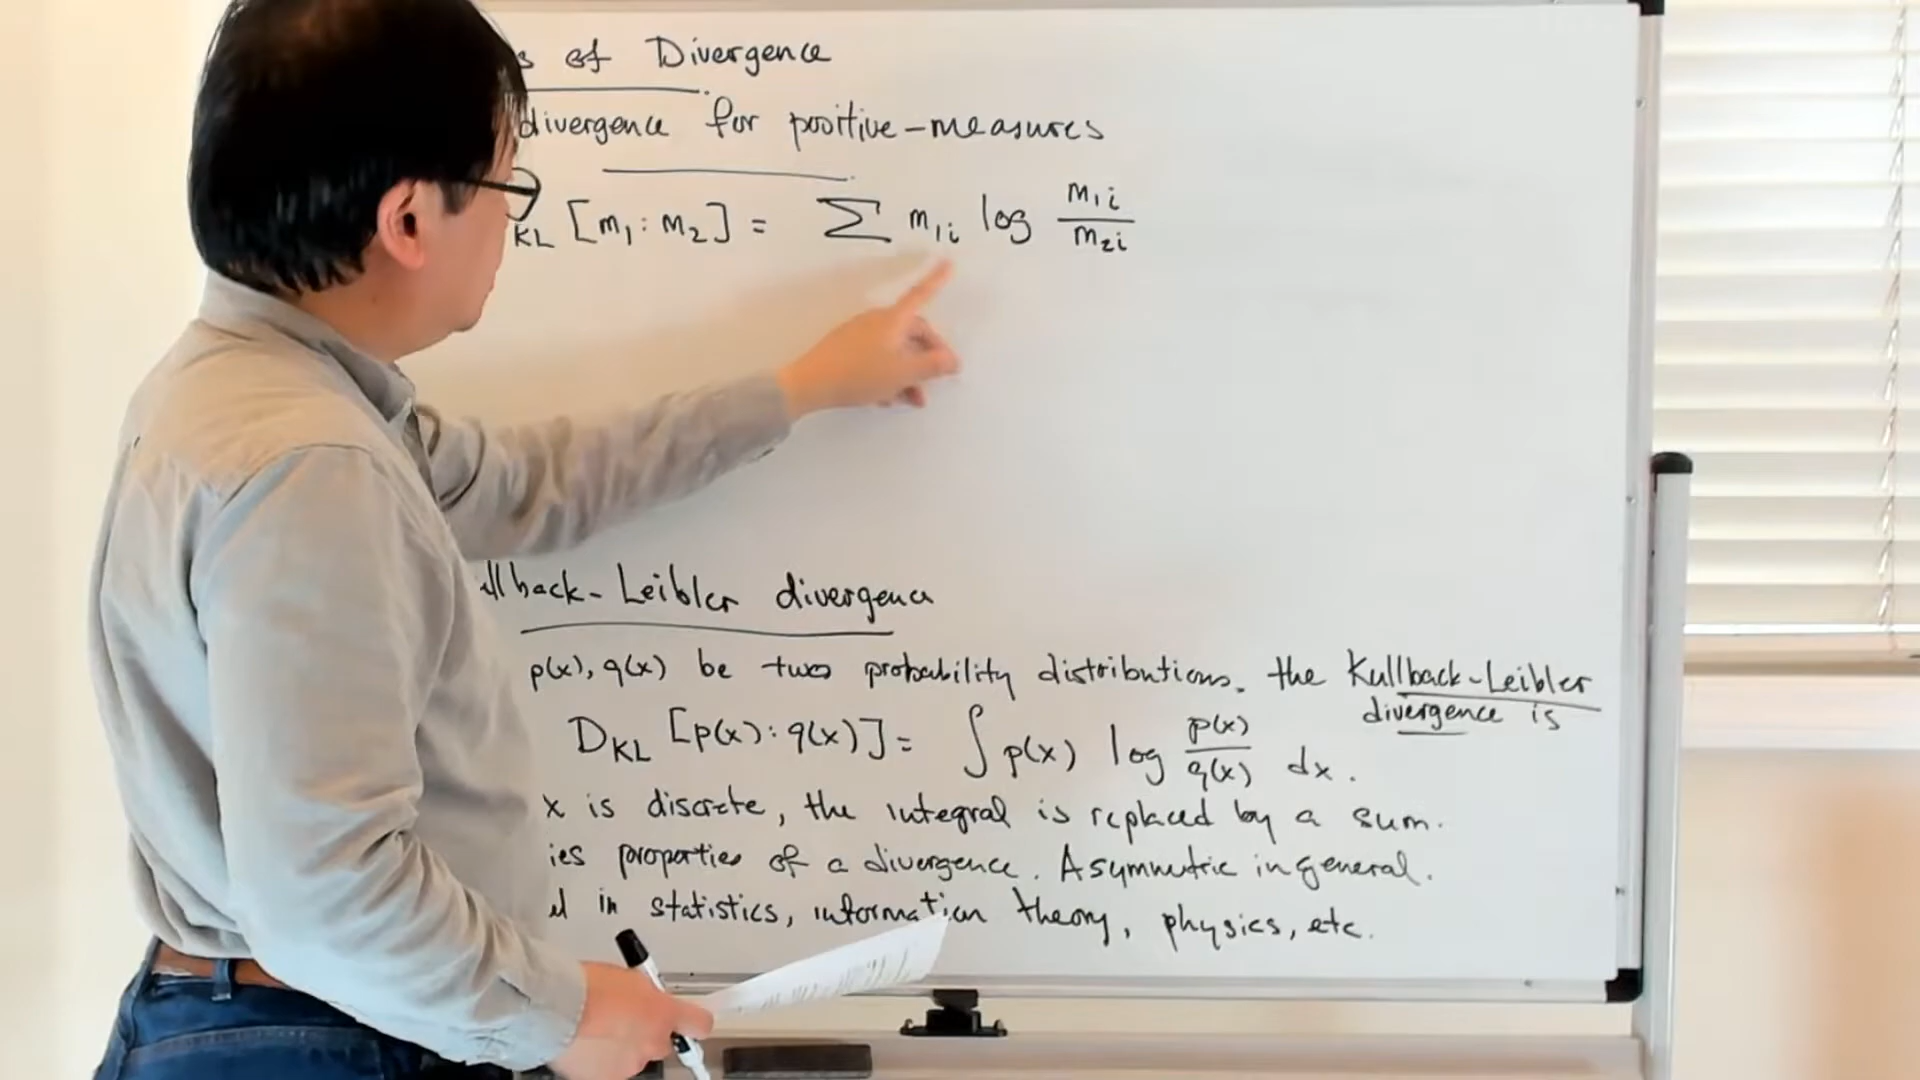 of Divergence
divergence for positive-measures
KL [m₁ : m₂] = ∑ m₁ᵢ log m₁ᵢ / m₂ᵢ
back-Leibler divergence
p(x), q(x) be two probability distributions. the Kullback-Leibler
divergence is
D_KL [p(x) : q(x)] = ∫ p(x) log p(x) / q(x) dx.
x is discrete, the integral is replaced by a sum.
ies properties of a divergence. Asymmetric in general.
in statistics, information theory, physics, etc.